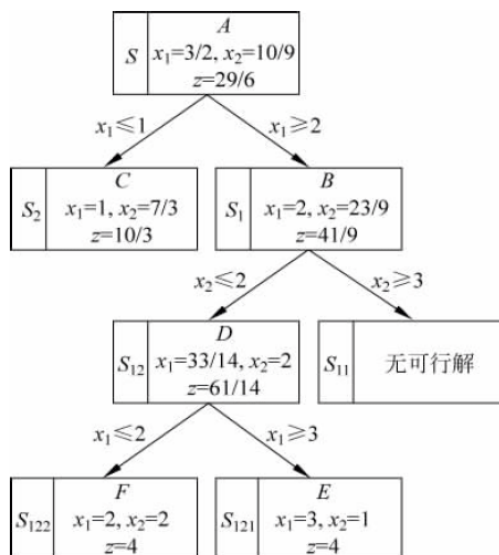 A
S
x₁=3/2, x₂=10/9
z=29/6
x₁≤1
x₁≥2
C
S₂
x₁=1, x₂=7/3
z=10/3
B
S₁
x₁=2, x₂=23/9
z=41/9
x₂≤2
x₂≥3
D
S₁₂
x₁=33/14, x₂=2
z=61/14
S₁₁
无可行解
x₁≤2
x₁≥3
F
S₁₂₂
x₁=2, x₂=2
z=4
E
S₁₂₁
x₁=3, x₂=1
z=4